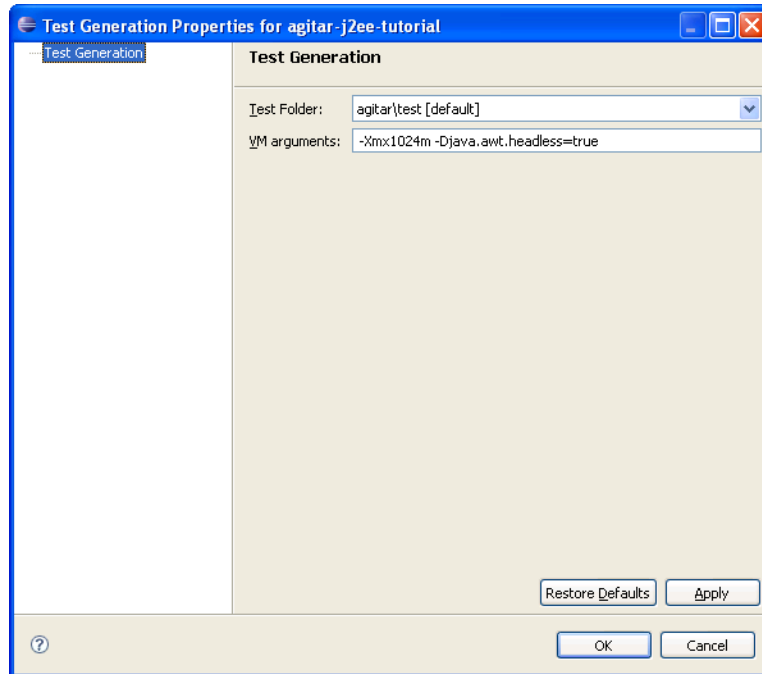 Test Generation Properties for agitar-j2ee-tutorial
Test Generation
Test Generation
Test Folder: agitar\test [default]
VM arguments: -Xmx1024m -Djava.awt.headless=true
Restore Defaults Apply
? OK Cancel